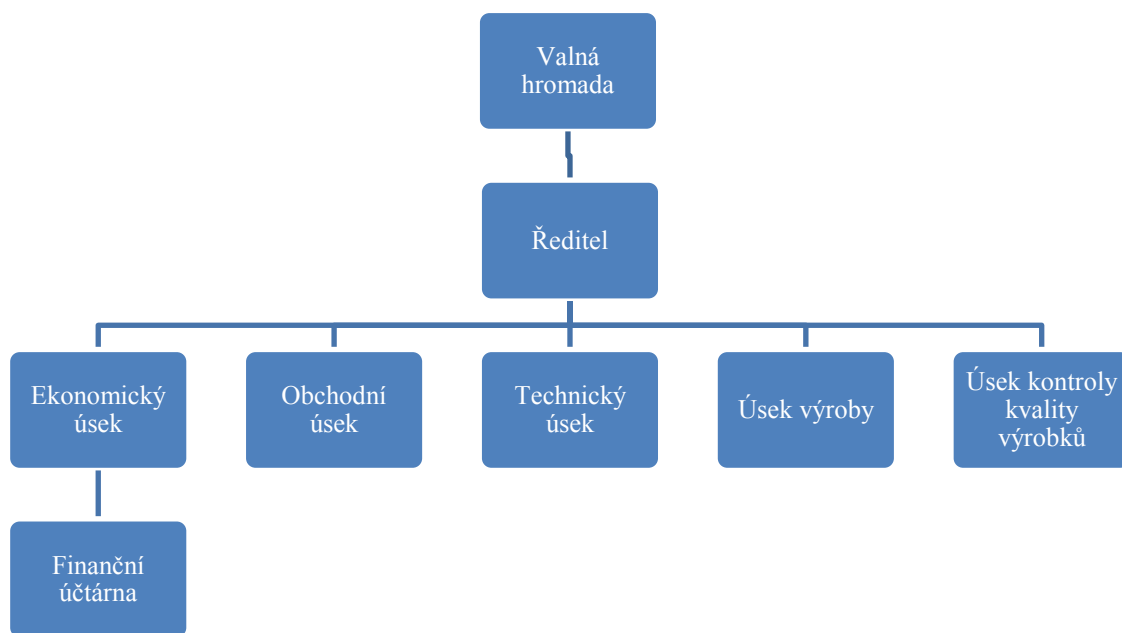 Valná
hromada
Ředitel
Ekonomický
úsek
Obchodní
úsek
Technický
úsek
Úsek výroby
Úsek kontroly
kvality
výrobků
Finanční
účtárna